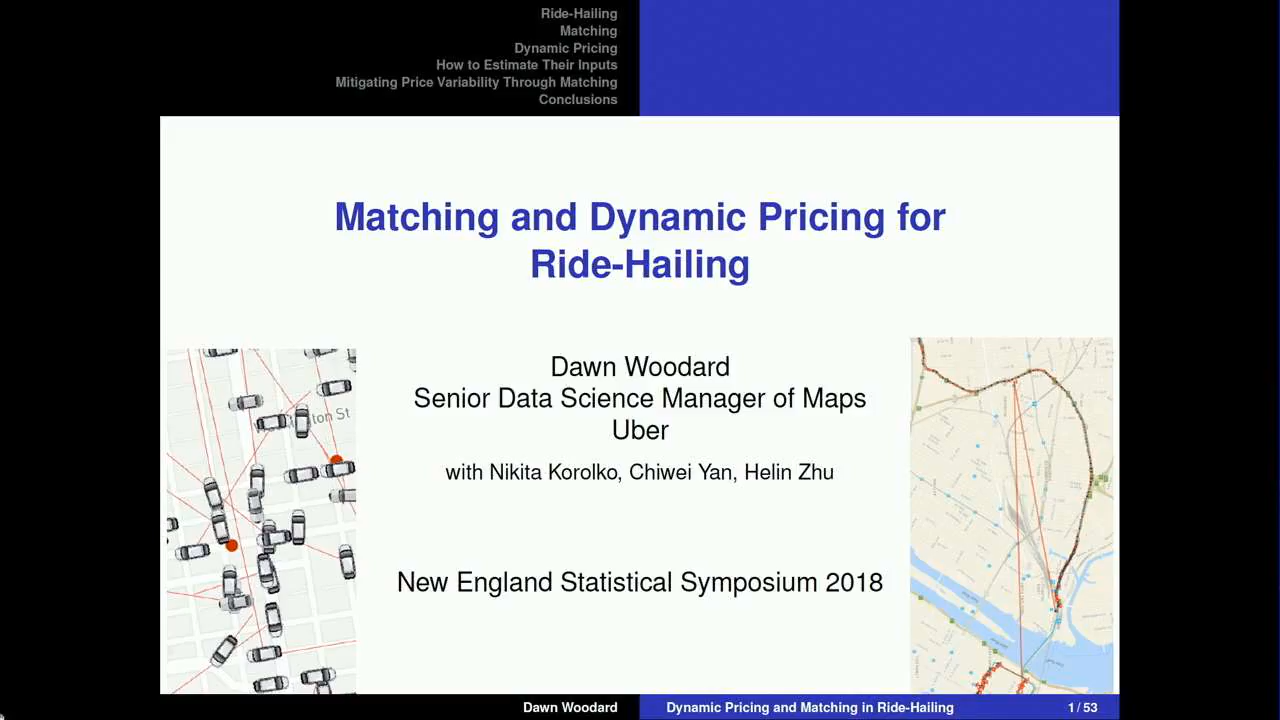 Ride-Hailing
Matching
Dynamic Pricing
How to Estimate Their Inputs
Mitigating Price Variability Through Matching
Conclusions
Matching and Dynamic Pricing for
Ride-Hailing
Dawn Woodard
Senior Data Science Manager of Maps
Uber
with Nikita Korolko, Chiwei Yan, Helin Zhu
New England Statistical Symposium 2018
Dawn Woodard
Dynamic Pricing and Matching in Ride-Hailing
1 / 53